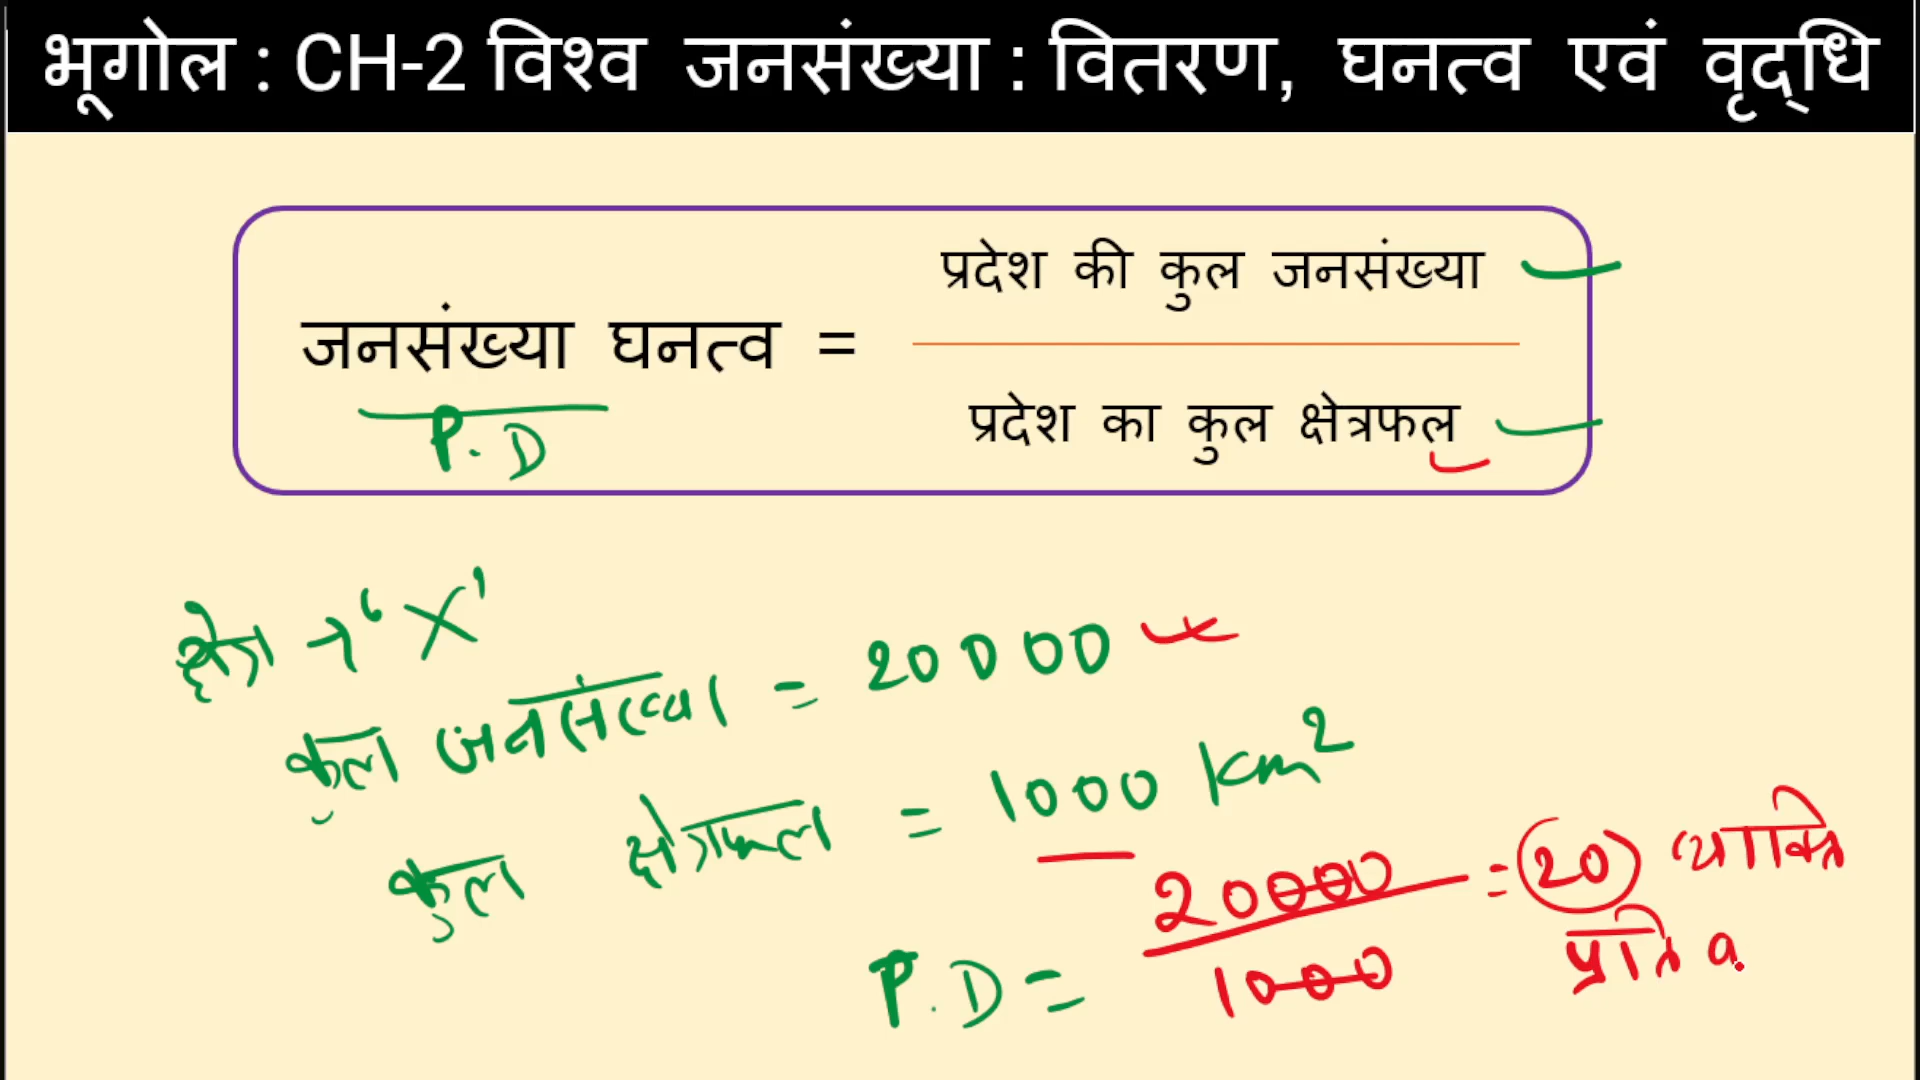 भूगोल : CH-2 विश्व जनसंख्या : वितरण, घनत्व एवं वृद्धि
प्रदेश की कुल जनसंख्या
जनसंख्या घनत्व =
प्रदेश का कुल क्षेत्रफल
P.D
क्षेत्र → 'X'
कुल जनसंख्या = 20000
कुल क्षेत्रफल = 1000 km²
P.D = 20000 / 1000 = 20 व्यक्ति
प्रति a